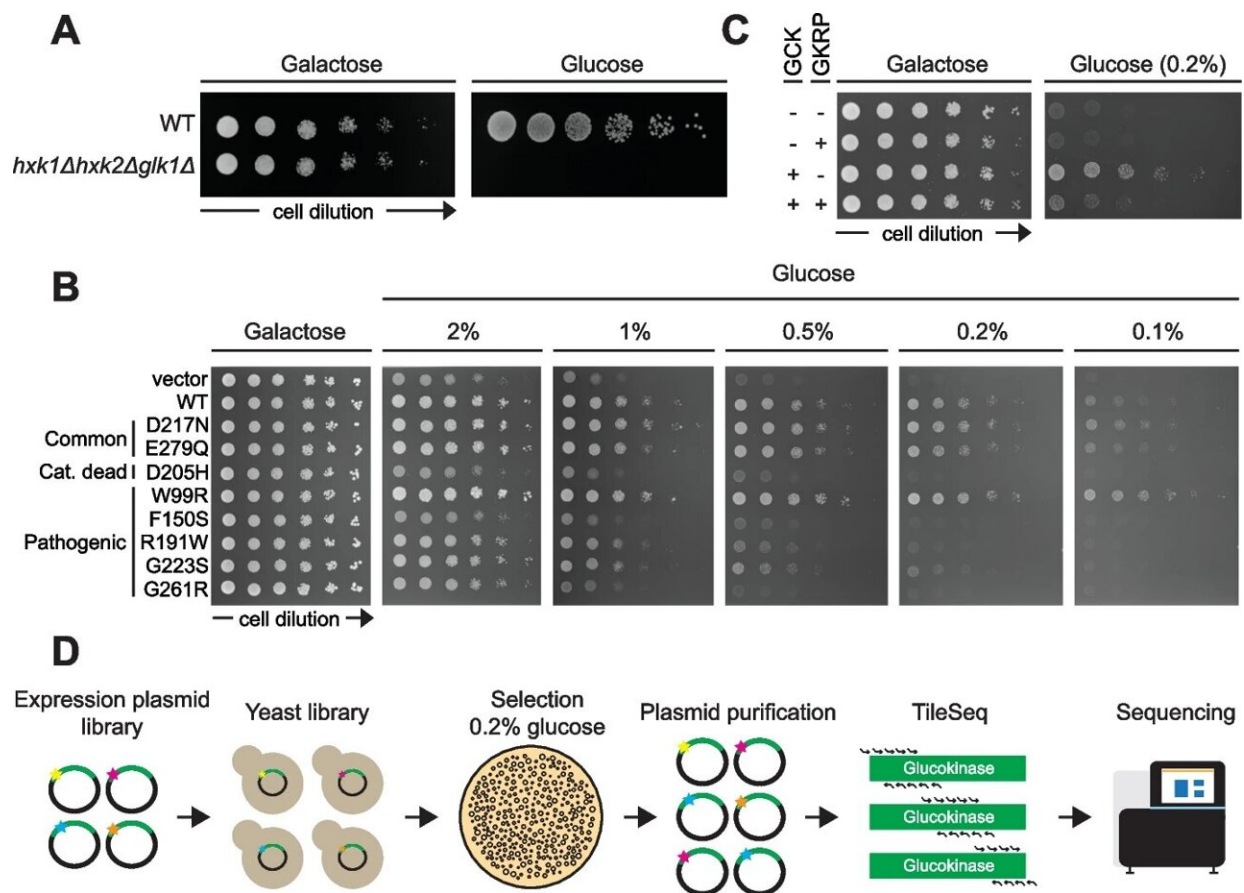 A
Galactose
Glucose
WT
hxk1Δhxk2Δglk1Δ
cell dilution
C
GCK
GKRP
Galactose
Glucose (0.2%)
- -
- +
+ -
+ +
cell dilution
B
Glucose
Galactose
2%
1%
0.5%
0.2%
0.1%
vector
WT
Common
D217N
E279Q
Cat. dead
D205H
Pathogenic
W99R
F150S
R191W
G223S
G261R
cell dilution
D
Expression plasmid
library
Yeast library
Selection
0.2% glucose
Plasmid purification
TileSeq
Glucokinase
Glucokinase
Glucokinase
Sequencing